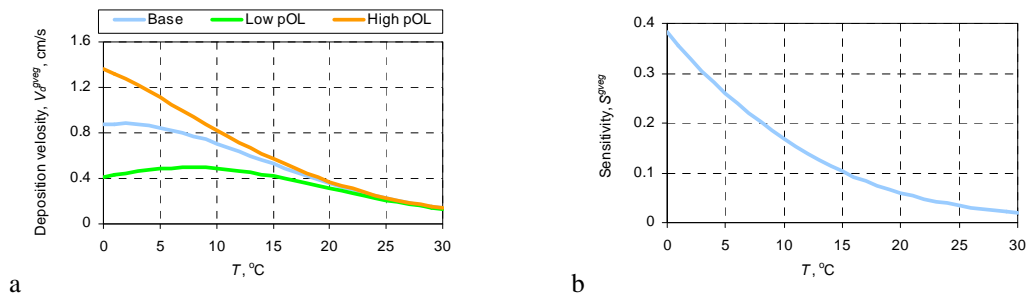 Base Low pOL High pOL
Deposition velosity, V_d^gveg, cm/s
1.6
1.2
0.8
0.4
0
0 5 10 15 20 25 30
T, °C
a
Sensitivity, S^gveg
0.4
0.3
0.2
0.1
0
0 5 10 15 20 25 30
T, °C
b